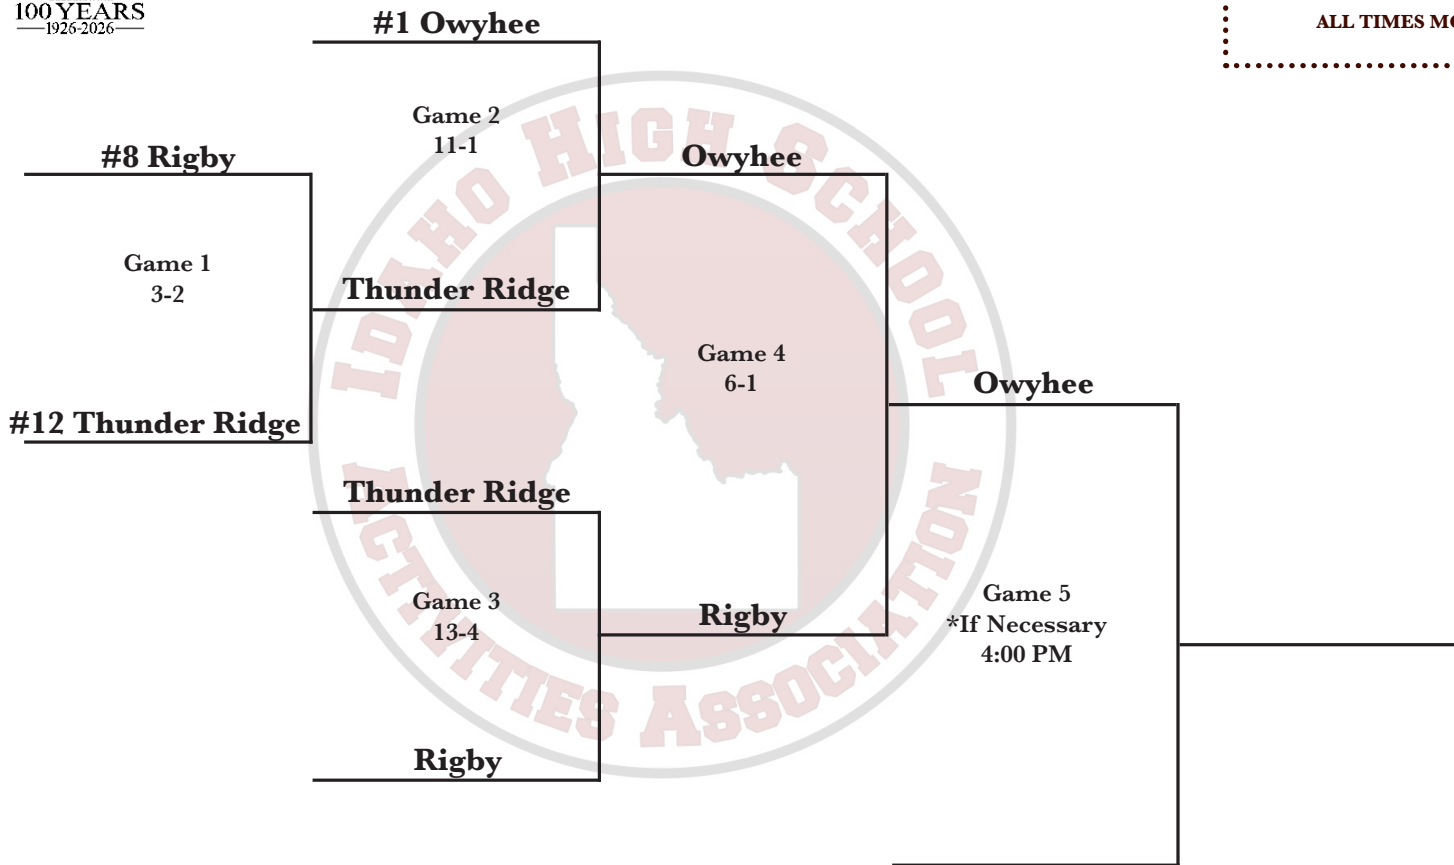 100 YEARS
1926-2026
ALL TIMES MO
#1 Owyhee
Game 2
11-1
#8 Rigby
Owyhee
Game 1
3-2
Thunder Ridge
Game 4
6-1
Owyhee
#12 Thunder Ridge
Thunder Ridge
Game 3
13-4
Rigby
Game 5
*If Necessary
4:00 PM
Rigby
IDAHO HIGH SCHOOL
ACTIVITIES ASSOCIATION